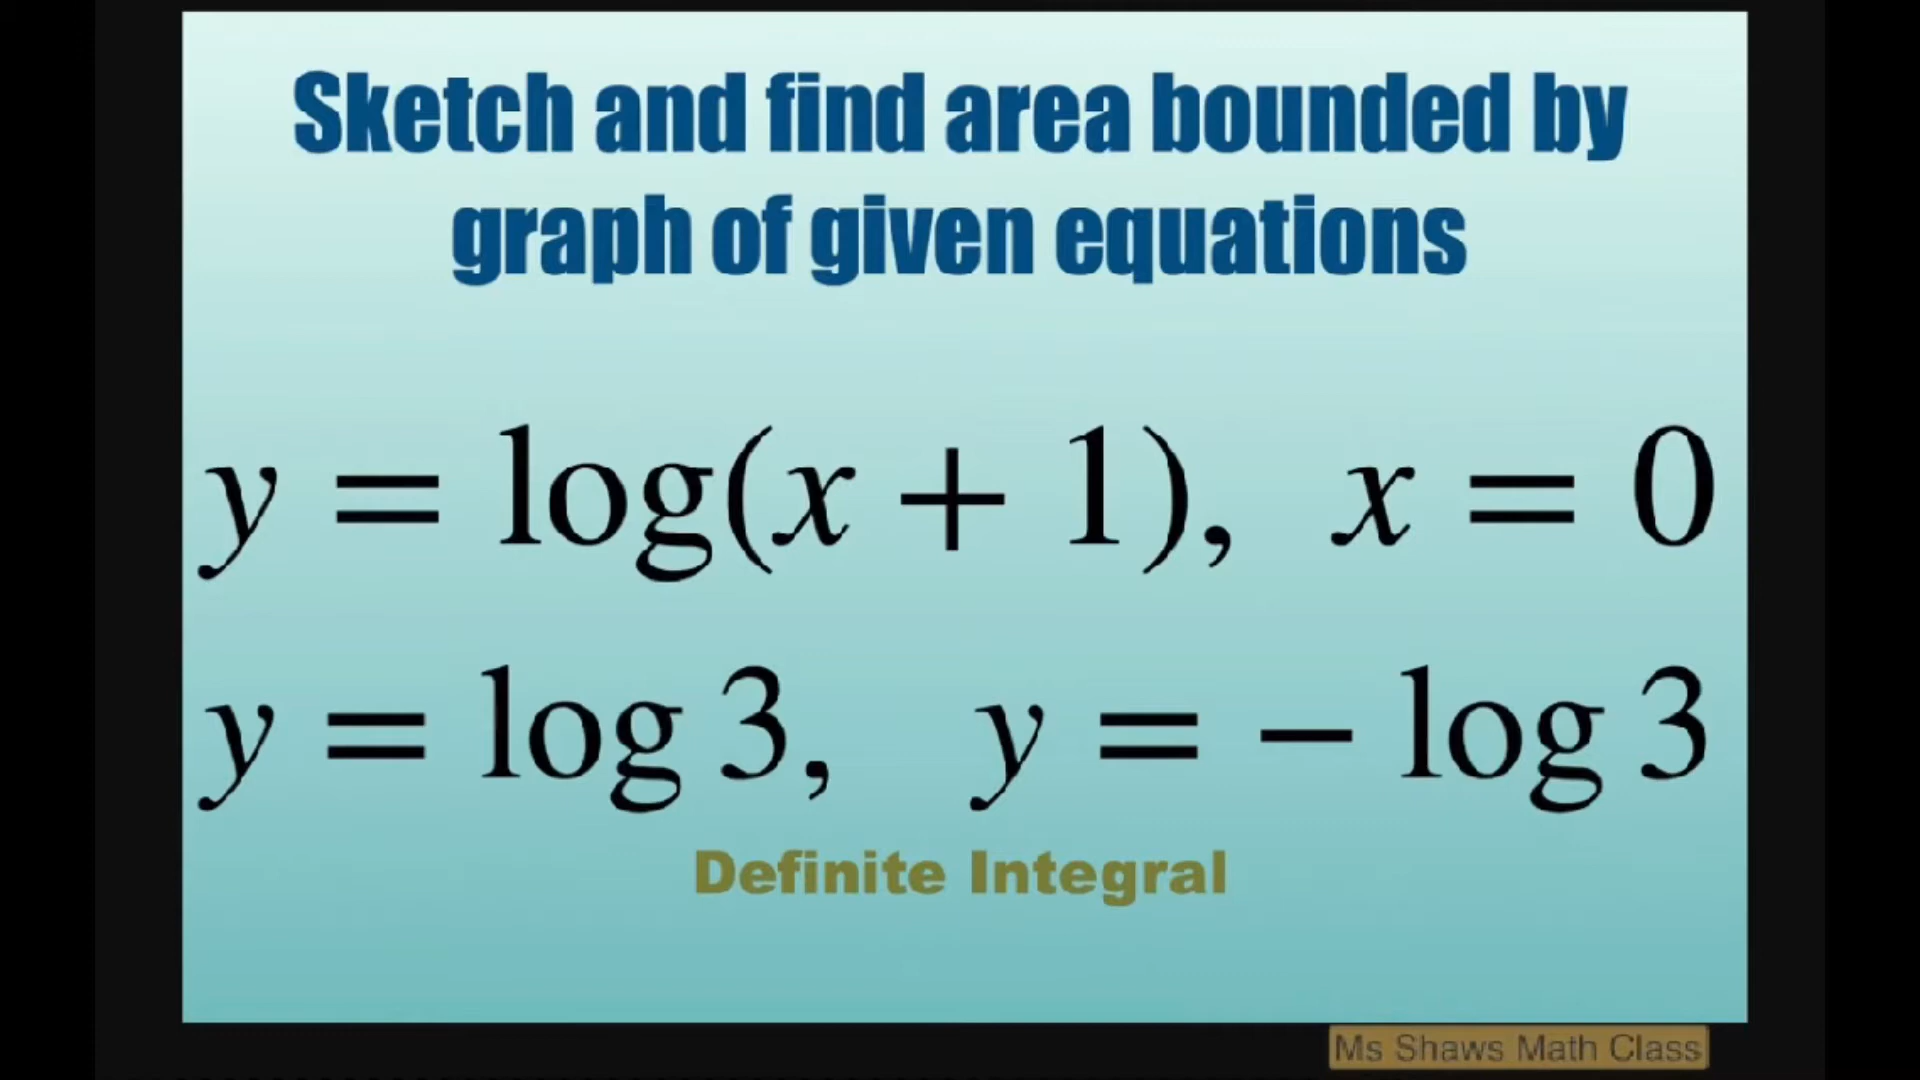 Sketch and find area bounded by
graph of given equations
y = log(x + 1), x = 0
y = log 3, y = − log 3
Definite Integral
Ms Shaws Math Class